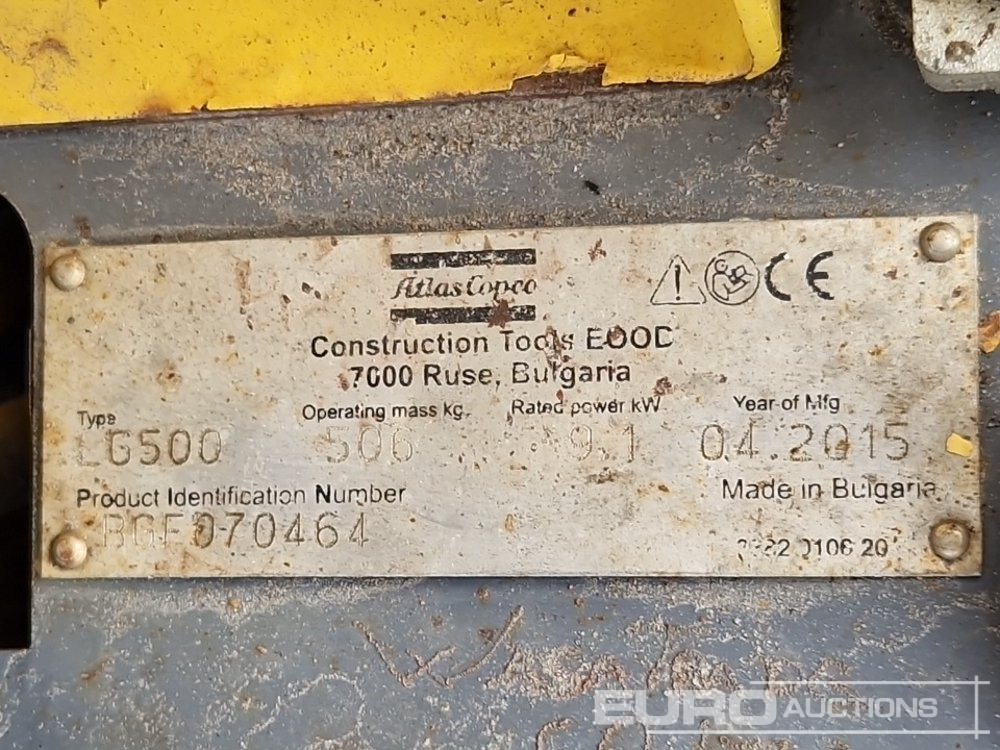 Atlas Copco
CE
Construction Tools EOOD
7000 Ruse, Bulgaria
Type Operating mass kg. Rated power kW Year of Mfg
LG500 506 9.1 04.2015
Product Identification Number Made in Bulgaria
070464
EURO AUCTIONS